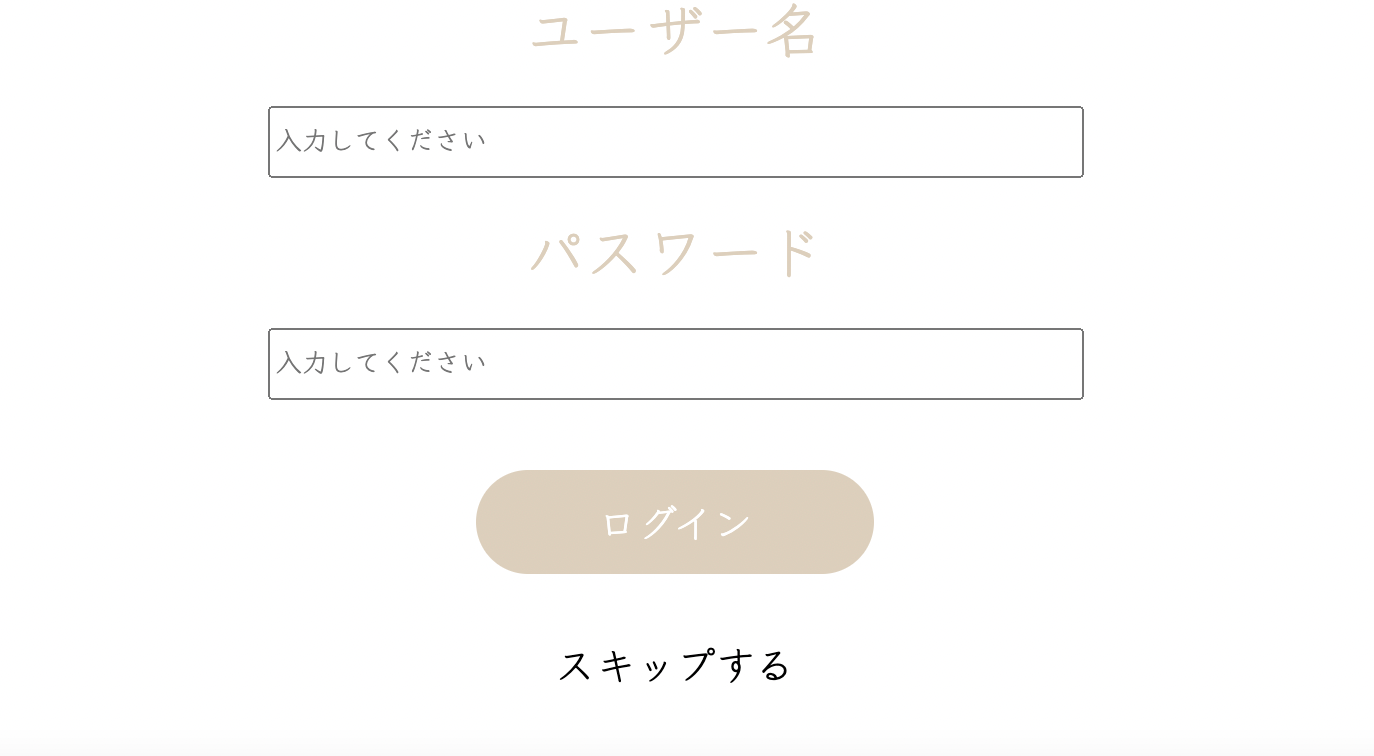 ユーザー名
入力してください
パスワード
入力してください
ログイン
スキップする